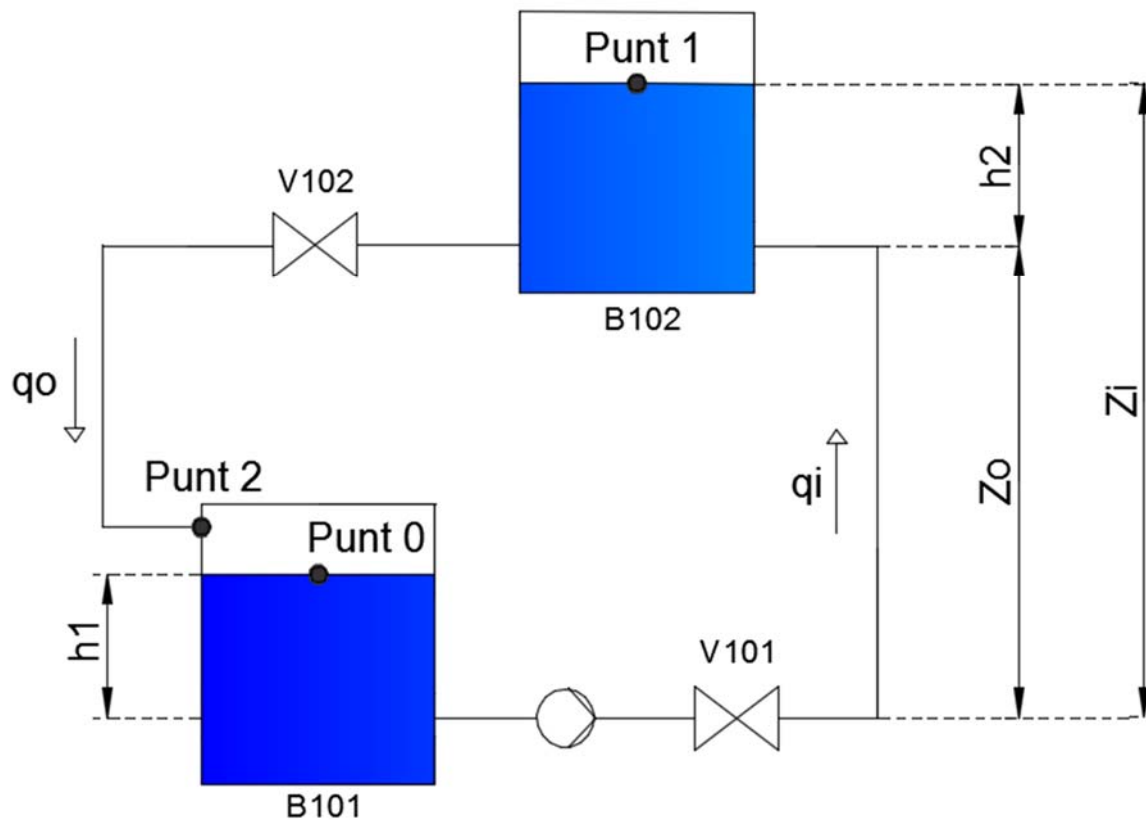 Punt 1
V102
h2
B102
qo
Zi
Punt 2
qi
Zo
Punt 0
h1
V101
B101